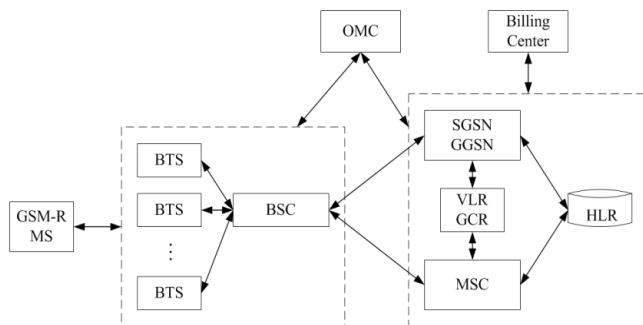 OMC
Billing
Center
SGSN
GGSN
BTS
BTS
BSC
VLR
GCR
HLR
GSM-R
MS
⋮
BTS
MSC